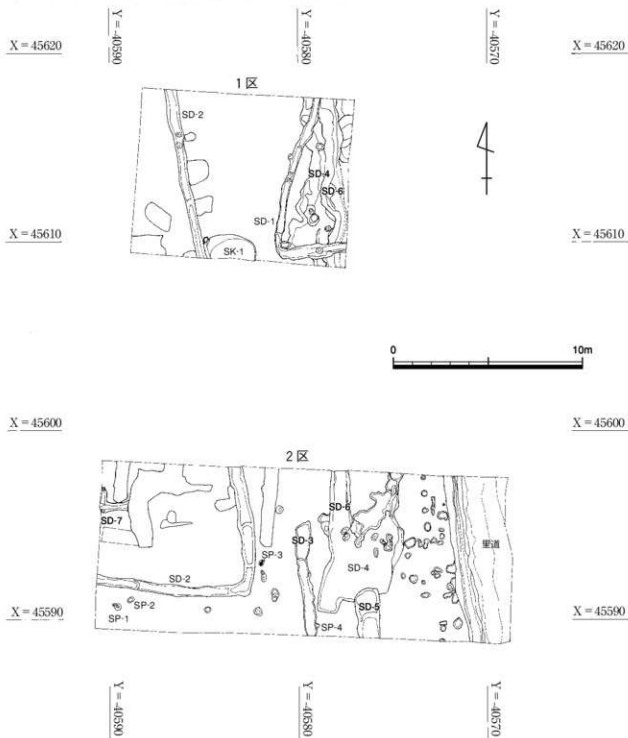 Y = -40590
Y = -40580
Y = -40570
X = 45620
X = 45620
1区
SD-2
SD-4
SD-6
SD-1
X = 45610
X = 45610
SK-1
0
10m
X = 45600
X = 45600
2区
SD-6
SD-7
SD-3
SP-3
SD-4
里道
SD-2
SD-5
SP-2
X = 45590
X = 45590
SP-1
SP-4
Y = -40590
Y = -40580
Y = -40570